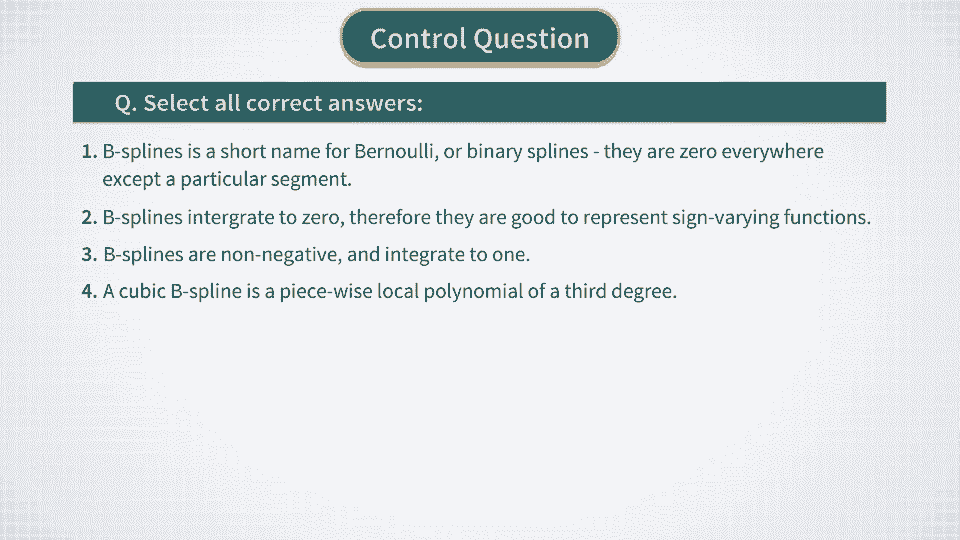 Control Question
Q. Select all correct answers:
1. B-splines is a short name for Bernoulli, or binary splines - they are zero everywhere
except a particular segment.
2. B-splines intergrate to zero, therefore they are good to represent sign-varying functions.
3. B-splines are non-negative, and integrate to one.
4. A cubic B-spline is a piece-wise local polynomial of a third degree.